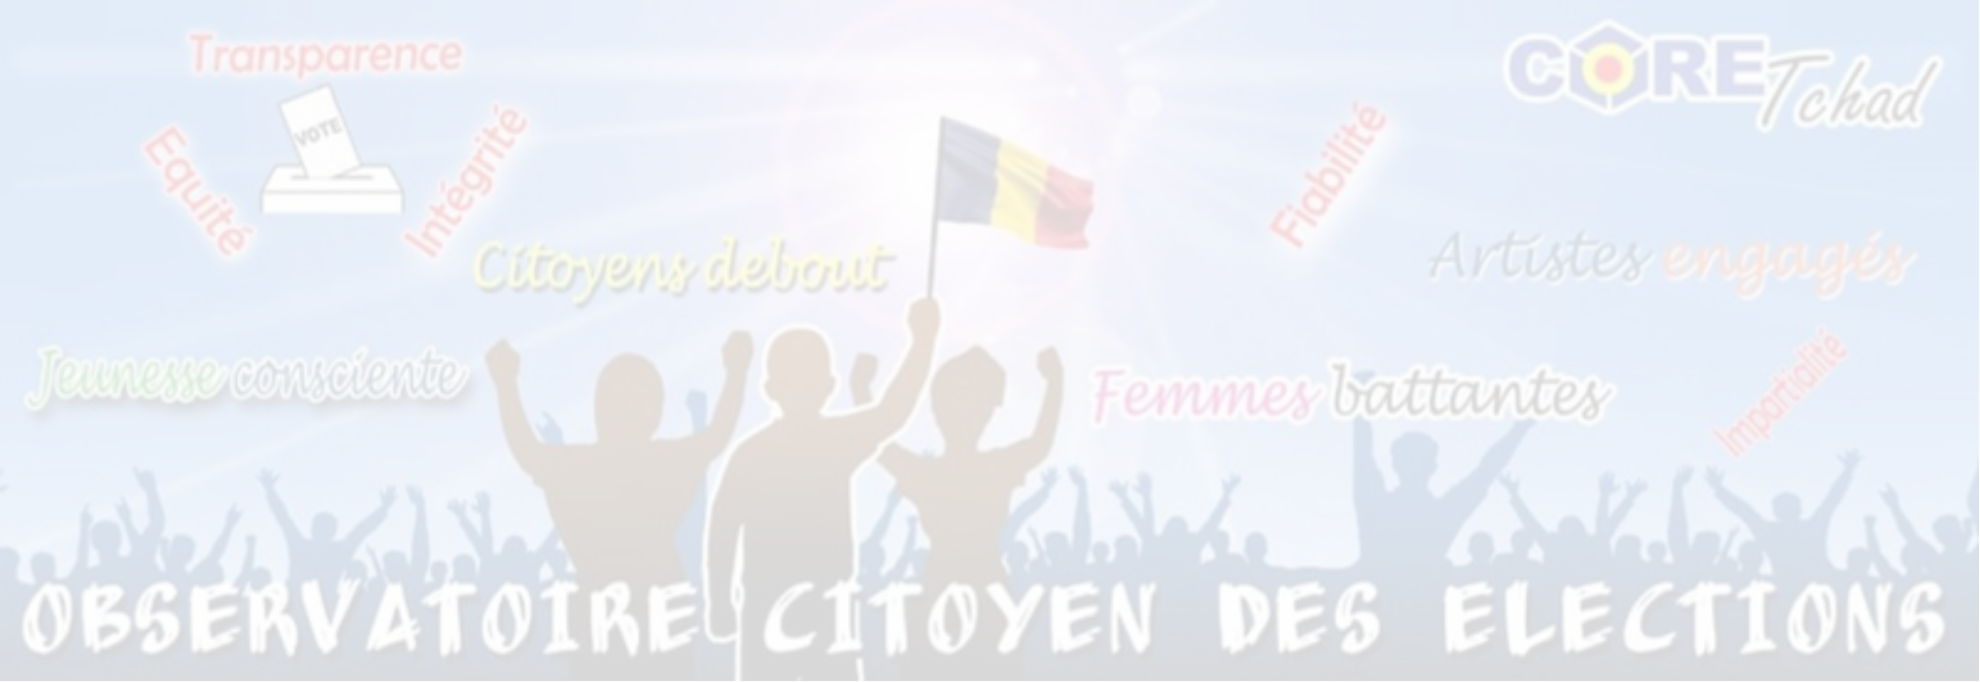 Transparence
CORE Tchad
VOTE
Equité
Intégrité
Fiabilité
Citoyens debout
Artistes engagés
Jeunesse consciente
Femmes battantes
Impartialité
OBSERVATOIRE CITOYEN DES ELECTIONS